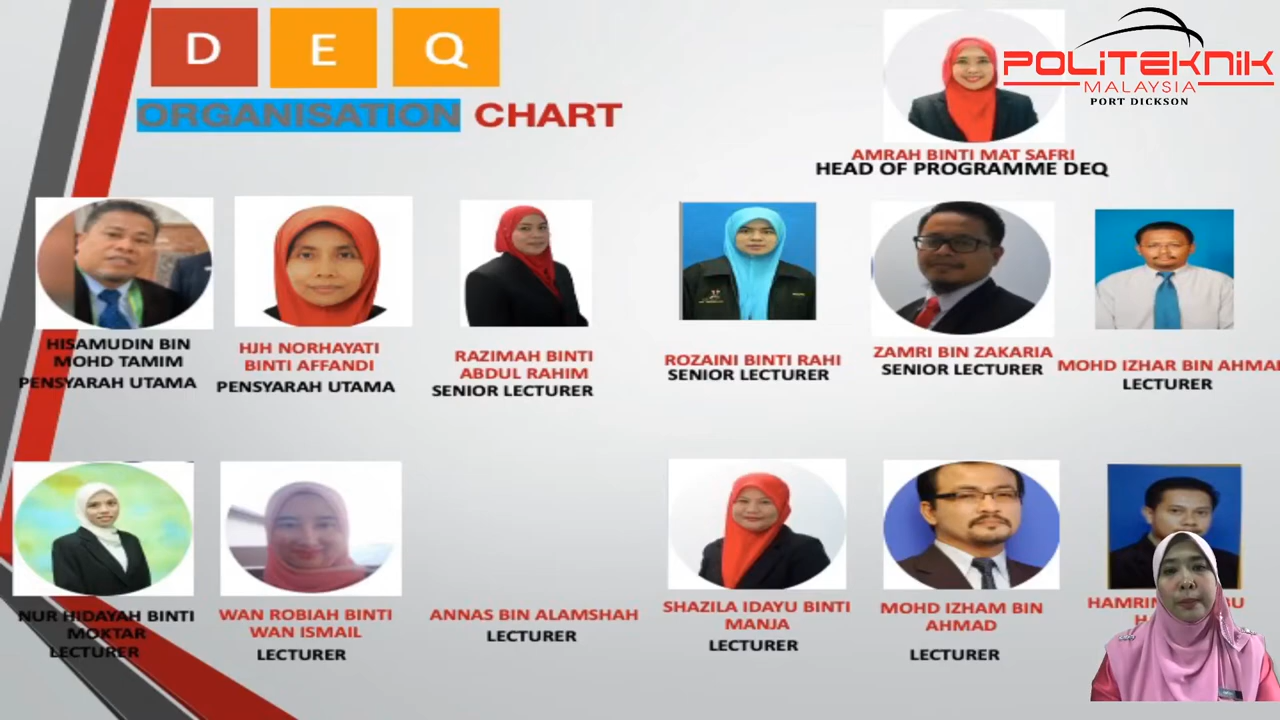 D E Q
ORGANISATION CHART
POLITEKNIK
MALAYSIA
PORT DICKSON
AMRAH BINTI MAT SAFRI
HEAD OF PROGRAMME DEQ
HISAMUDIN BIN
MOHD TAMIM
PENSYARAH UTAMA
HJH NORHAYATI
BINTI AFFANDI
PENSYARAH UTAMA
RAZIMAH BINTI
ABDUL RAHIM
SENIOR LECTURER
ROZAINI BINTI RAHI
SENIOR LECTURER
ZAMRI BIN ZAKARIA
SENIOR LECTURER
MOHD IZHAR BIN AHMAD
LECTURER
NUR HIDAYAH BINTI
MOKTAR
LECTURER
WAN ROBIAH BINTI
WAN ISMAIL
LECTURER
ANNAS BIN ALAMSHAH
LECTURER
SHAZILA IDAYU BINTI
MANJA
LECTURER
MOHD IZHAM BIN
AHMAD
LECTURER